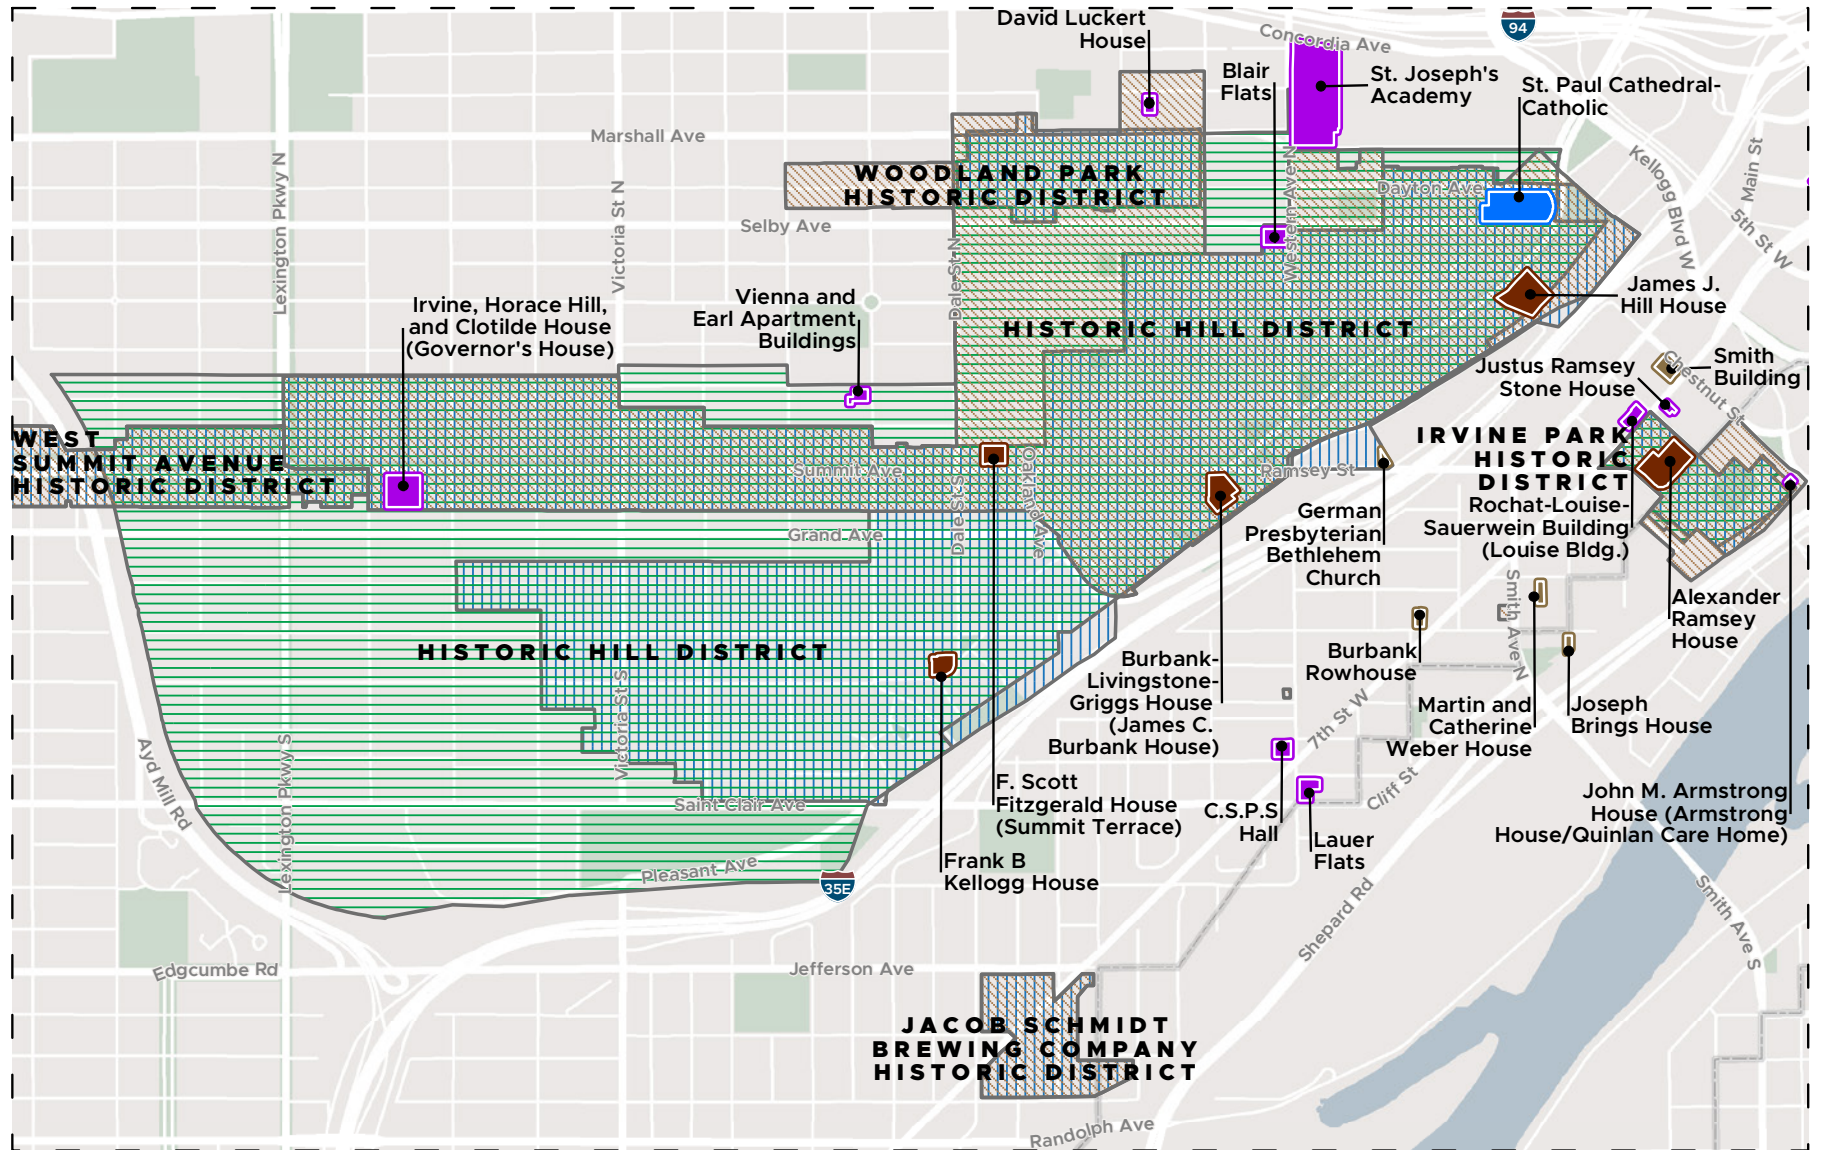 David Luckert
House
Concordia Ave
94
Blair
Flats
St. Joseph's
Academy
St. Paul Cathedral-
Catholic
Marshall Ave
Kellogg Blvd W
Main St
5th St W
WOODLAND PARK
HISTORIC DISTRICT
Dayton Ave
Western Ave N
Lexington Pkwy N
Victoria St N
Selby Ave
Dale St N
James J.
Hill House
Irvine, Horace Hill,
and Clotilde House
(Governor's House)
Vienna and
Earl Apartment
Buildings
HISTORIC HILL DISTRICT
Justus Ramsey
Stone House
Smith
Building
Chestnut St
WEST
SUMMIT AVENUE
HISTORIC DISTRICT
Summit Ave
Oakland Ave
Ramsey St
IRVINE PARK
HISTORIC
DISTRICT
Rochat-Louise-
Sauerwein Building
(Louise Bldg.)
German
Presbyterian
Bethlehem
Church
Grand Ave
Dale St S
Smith Ave N
Alexander
Ramsey
House
HISTORIC HILL DISTRICT
Victoria St S
Burbank-
Livingstone-
Griggs House
(James C.
Burbank House)
Burbank
Rowhouse
Martin and
Catherine
Weber House
Joseph
Brings House
7th St W
Cliff St
Ayd Mill Rd
Lexington Pkwy S
Saint Clair Ave
F. Scott
Fitzgerald House
(Summit Terrace)
C.S.P.S
Hall
Lauer
Flats
John M. Armstrong
House (Armstrong
House/Quinlan Care Home)
Pleasant Ave
35E
Frank B
Kellogg House
Shepard Rd
Smith Ave S
Edgcumbe Rd
Jefferson Ave
JACOB SCHMIDT
BREWING COMPANY
HISTORIC DISTRICT
Randolph Ave